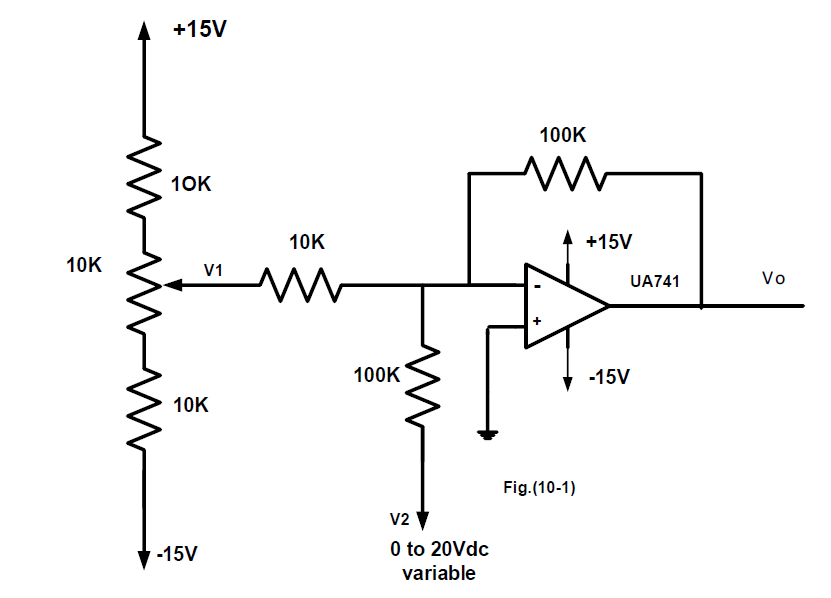 +15V
1OK
10K
V1
10K
10K
100K
+15V
UA741
Vo
-
+
-15V
100K
Fig.(10-1)
V2
0 to 20Vdc
variable
-15V